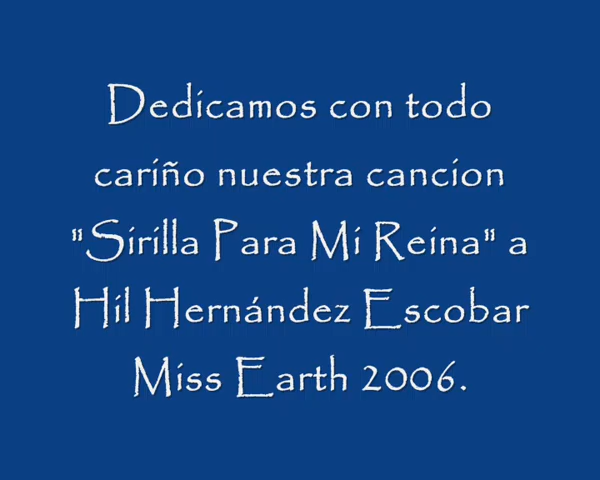 Dedicamos con todo
cariño nuestra cancion
"Sirilla Para Mi Reina" a
Hil Hernández Escobar
Miss Earth 2006.